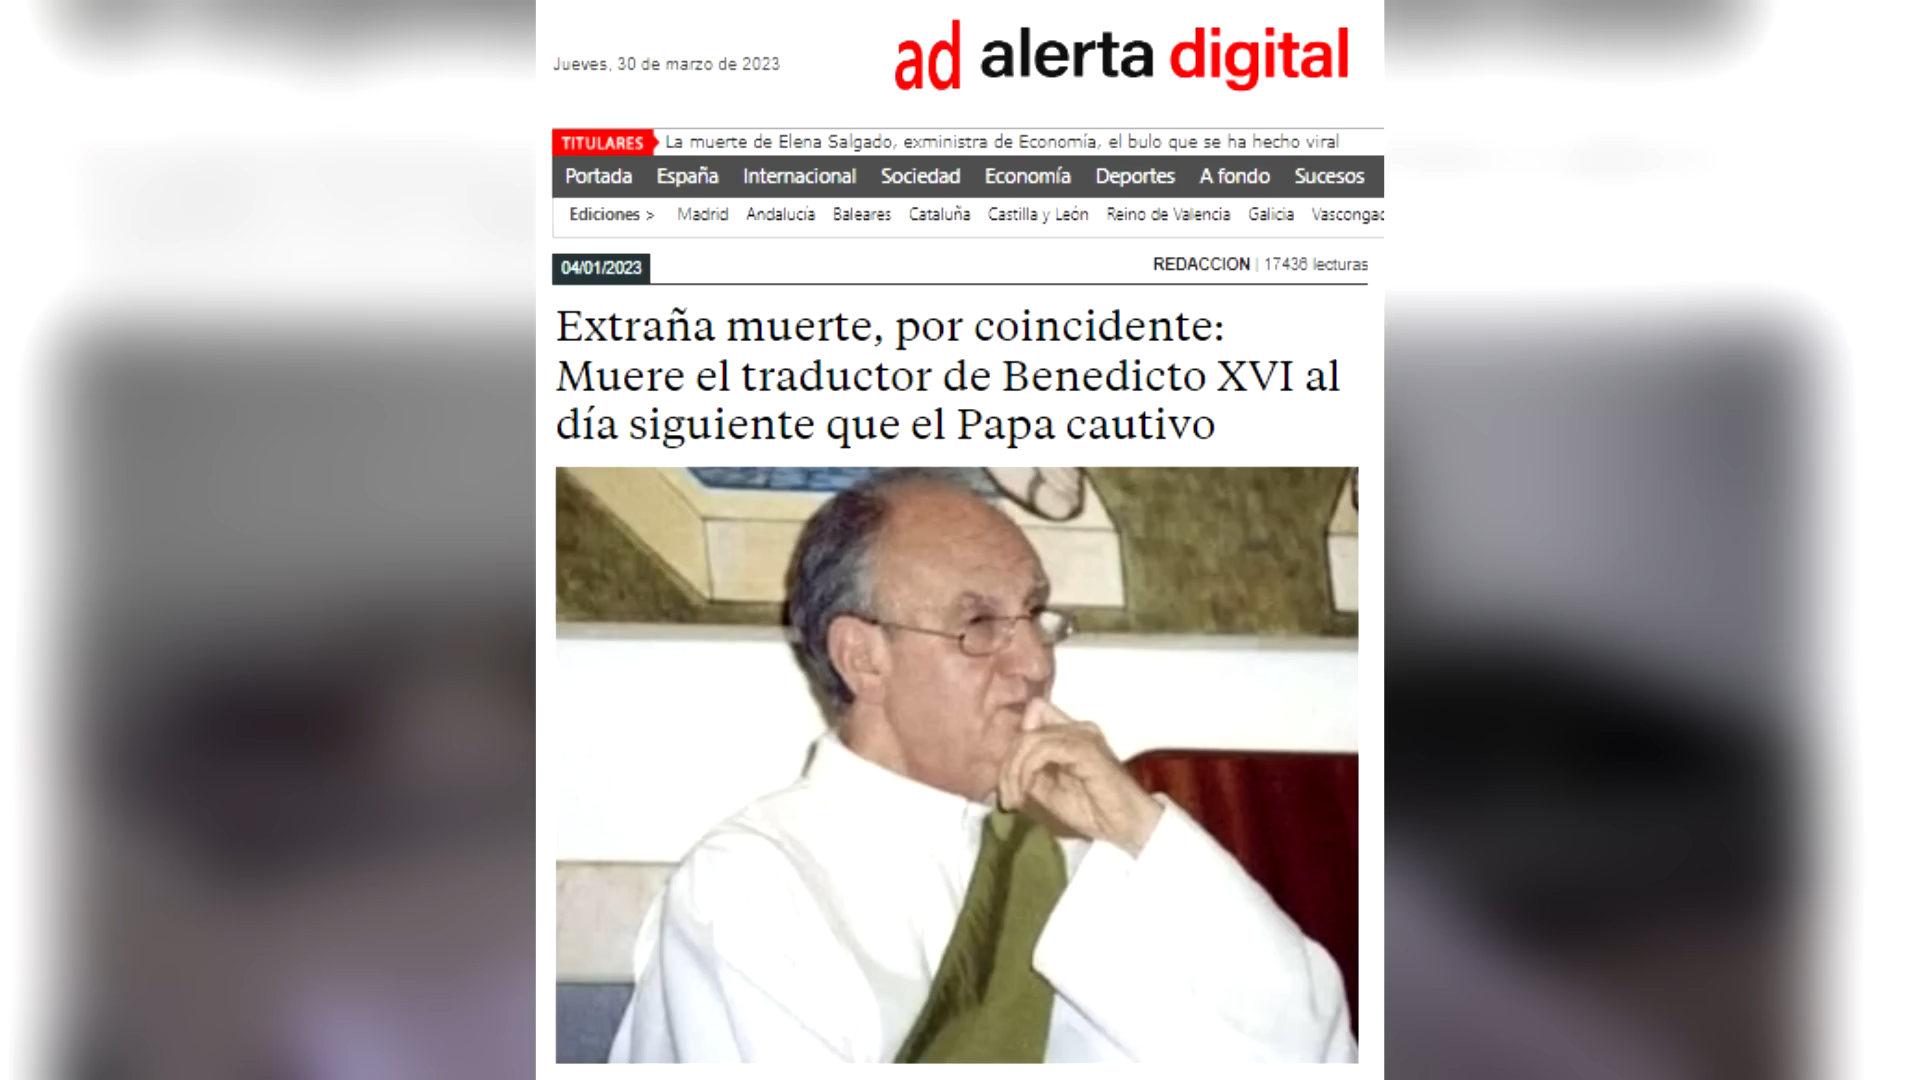 Jueves, 30 de marzo de 2023
ad alerta digital
TITULARES La muerte de Elena Salgado, exministra de Economía, el bulo que se ha hecho viral
Portada España Internacional Sociedad Economía Deportes A fondo Sucesos
Ediciones > Madrid Andalucía Baleares Cataluña Castilla y León Reino de Valencia Galicia Vascongad
04/01/2023
REDACCION | 17436 lecturas
Extraña muerte, por coincidente:
Muere el traductor de Benedicto XVI al
día siguiente que el Papa cautivo